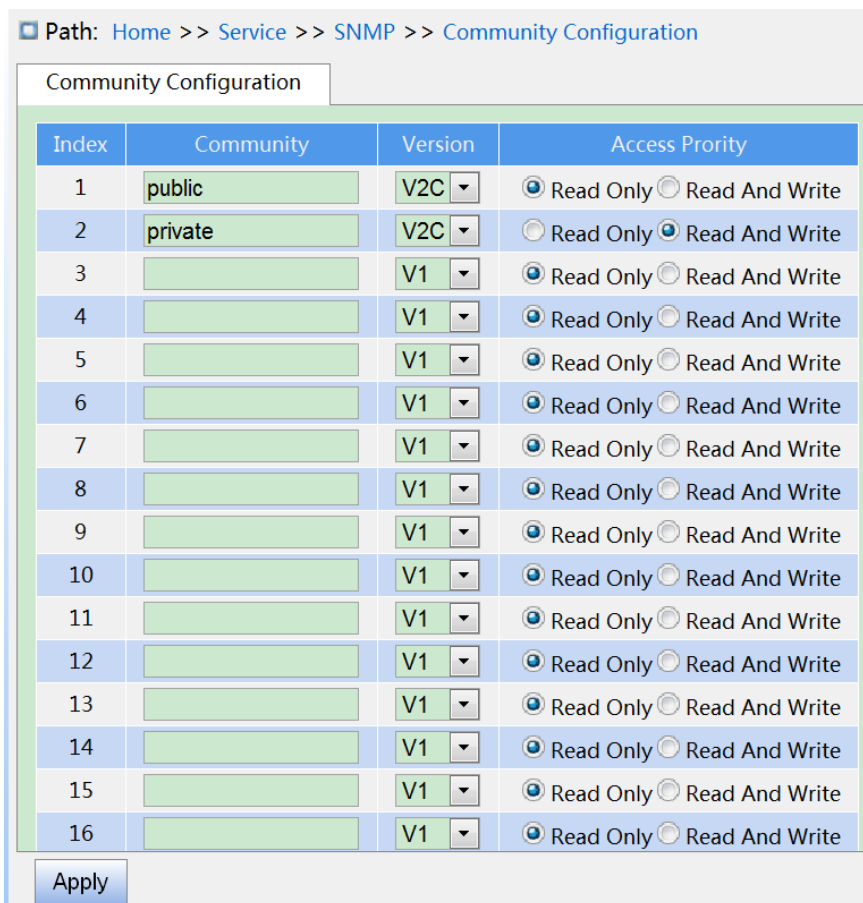 Path: Home >> Service >> SNMP >> Community Configuration
Community Configuration
Index Community Version Access Prority
1 public V2C Read Only Read And Write
2 private V2C Read Only Read And Write
3 V1 Read Only Read And Write
4 V1 Read Only Read And Write
5 V1 Read Only Read And Write
6 V1 Read Only Read And Write
7 V1 Read Only Read And Write
8 V1 Read Only Read And Write
9 V1 Read Only Read And Write
10 V1 Read Only Read And Write
11 V1 Read Only Read And Write
12 V1 Read Only Read And Write
13 V1 Read Only Read And Write
14 V1 Read Only Read And Write
15 V1 Read Only Read And Write
16 V1 Read Only Read And Write
Apply